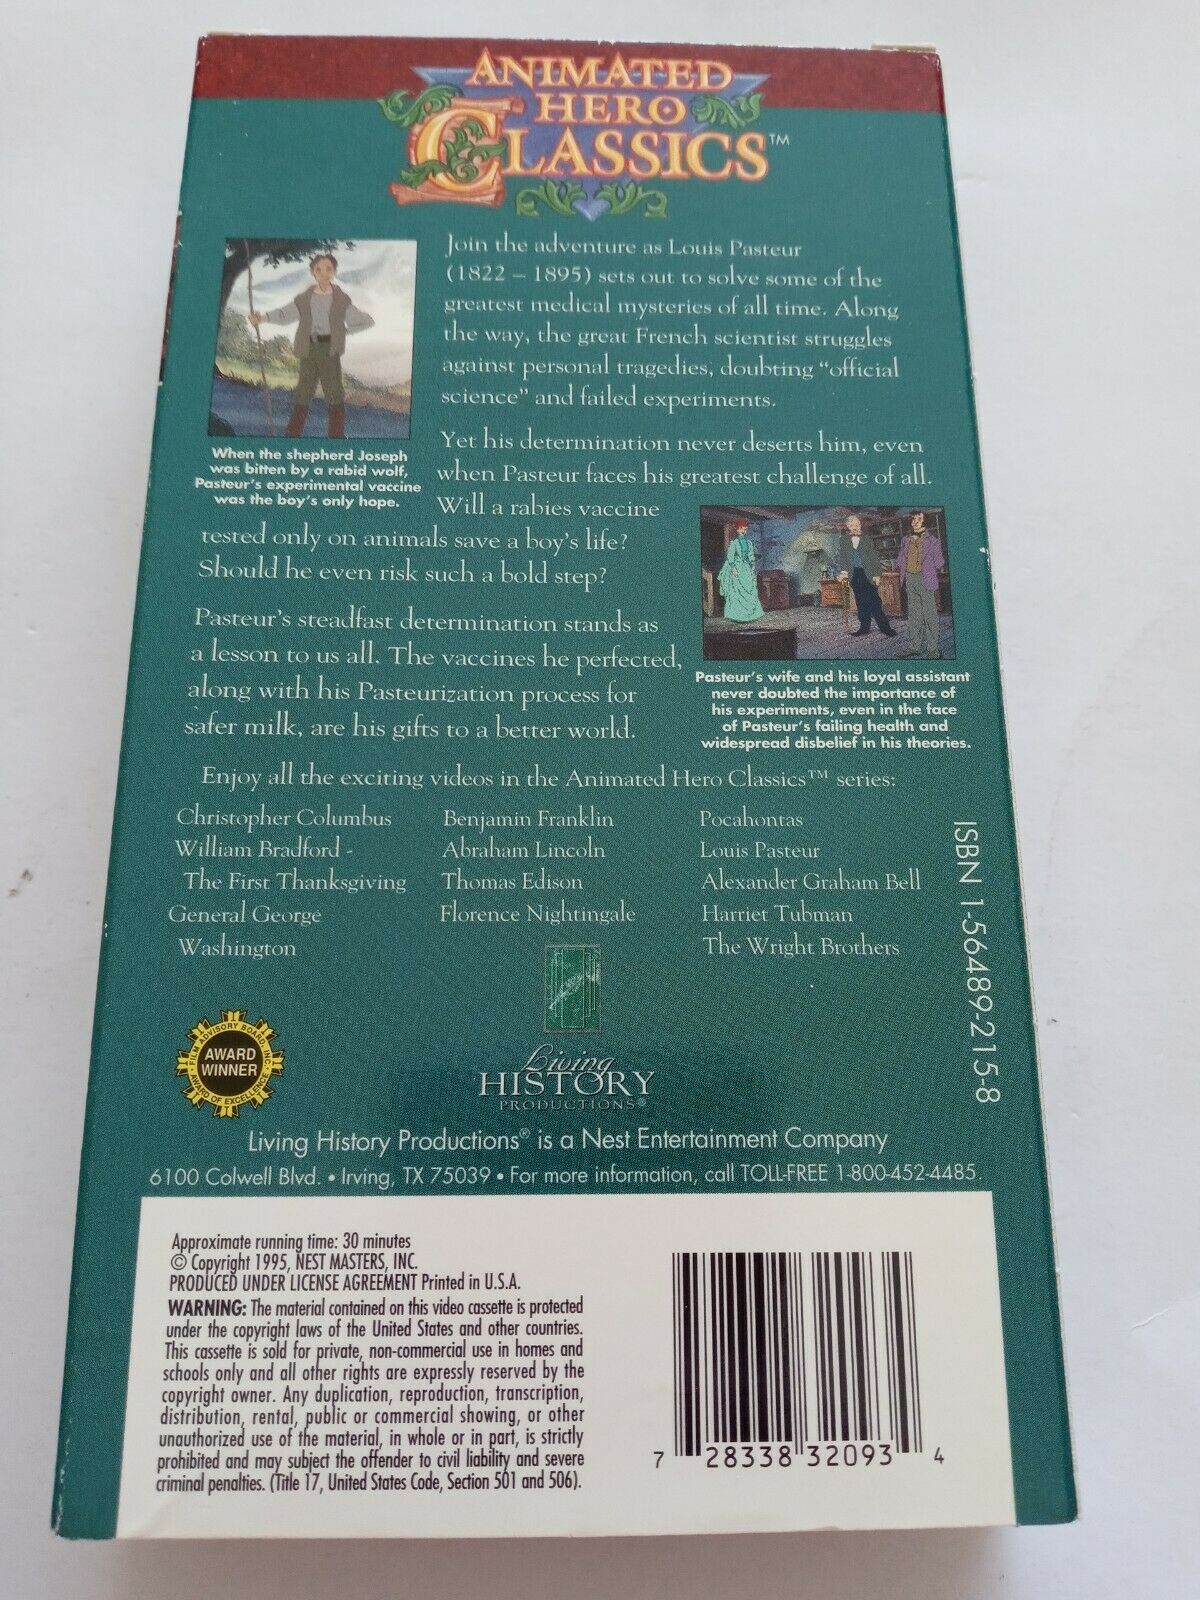 ANIMATED
HERO
CLASSICS™
Join the adventure as Louis Pasteur
(1822 – 1895) sets out to solve some of the
greatest medical mysteries of all time. Along
the way, the great French scientist struggles
against personal tragedies, doubting “official
science” and failed experiments.
When the shepherd Joseph
was bitten by a rabid wolf,
Pasteur's experimental vaccine
was the boy's only hope.
Yet his determination never deserts him, even
when Pasteur faces his greatest challenge of all.
Will a rabies vaccine
tested only on animals save a boy's life?
Should he even risk such a bold step?
Pasteur's steadfast determination stands as
a lesson to us all. The vaccines he perfected,
along with his Pasteurization process for
safer milk, are his gifts to a better world.
Pasteur's wife and his loyal assistant
never doubted the importance of
his experiments, even in the face
of Pasteur's failing health and
widespread disbelief in his theories.
Enjoy all the exciting videos in the Animated Hero Classics™ series:
Christopher Columbus
William Bradford -
The First Thanksgiving
General George
Washington
Benjamin Franklin
Abraham Lincoln
Thomas Edison
Florence Nightingale
Pocahontas
Louis Pasteur
Alexander Graham Bell
Harriet Tubman
The Wright Brothers
ISBN 1-56489-215-8
FILM ADVISORY BOARD, INC.
AWARD
WINNER
AWARD OF EXCELLENCE
Living
HISTORY
PRODUCTIONS®
Living History Productions® is a Nest Entertainment Company
6100 Colwell Blvd. • Irving, TX 75039 • For more information, call TOLL-FREE 1-800-452-4485.
Approximate running time: 30 minutes
© Copyright 1995, NEST MASTERS, INC.
PRODUCED UNDER LICENSE AGREEMENT Printed in U.S.A.
WARNING: The material contained on this video cassette is protected
under the copyright laws of the United States and other countries.
This cassette is sold for private, non-commercial use in homes and
schools only and all other rights are expressly reserved by the
copyright owner. Any duplication, reproduction, transcription,
distribution, rental, public or commercial showing, or other
unauthorized use of the material, in whole or in part, is strictly
prohibited and may subject the offender to civil liability and severe
criminal penalties. (Title 17, United States Code, Section 501 and 506).
7 28338 32093 4